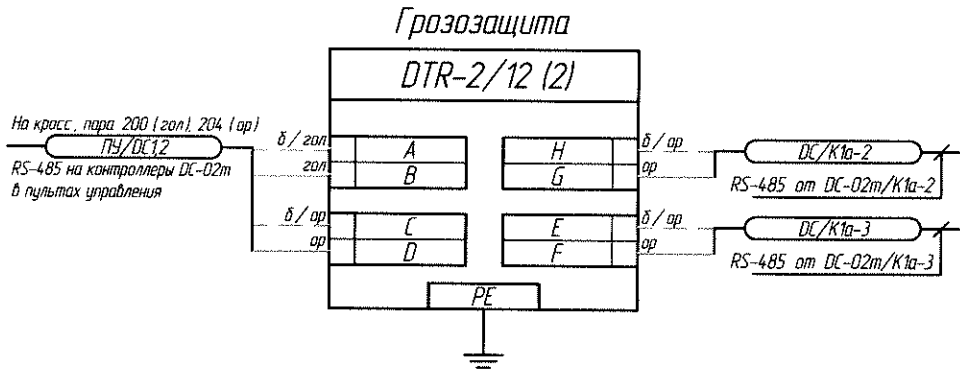 Грозозащита
DTR-2/12 (2)
На кросс, пара 200 (гол), 204 (ор)
ПУ/DC1,2
RS-485 на контроллеры DC-02m
в пультах управления
б/гол
гол
б/ор
ор
A
B
C
D
H
G
E
F
PE
б/ор
ор
б/ор
ор
DC/K1a-2
RS-485 от DC-02m/K1a-2
DC/K1a-3
RS-485 от DC-02m/K1a-3